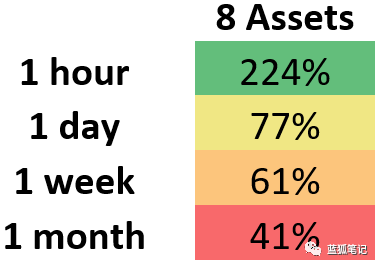 8 Assets
1 hour 224%
1 day 77%
1 week 61%
1 month 41%
蓝狐笔记